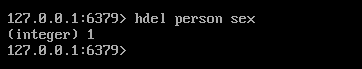 127.0.0.1:6379> hdel person sex
(integer) 1
127.0.0.1:6379>